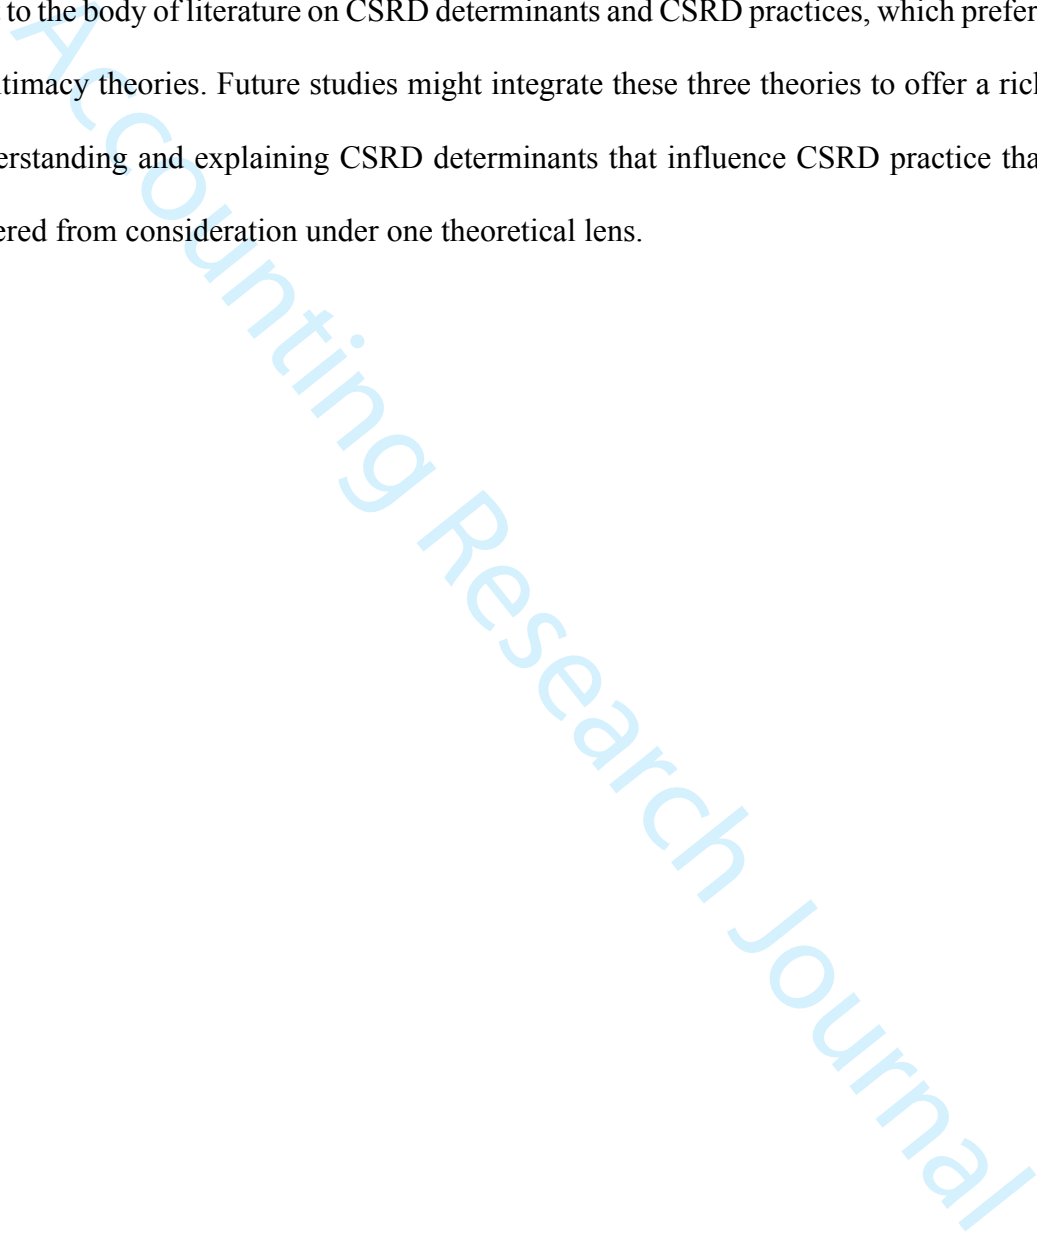 to the body of literature on CSRD determinants and CSRD practices, which prefer
timacy theories. Future studies might integrate these three theories to offer a rich
erstanding and explaining CSRD determinants that influence CSRD practice tha
ered from consideration under one theoretical lens.
Accounting Research Journal